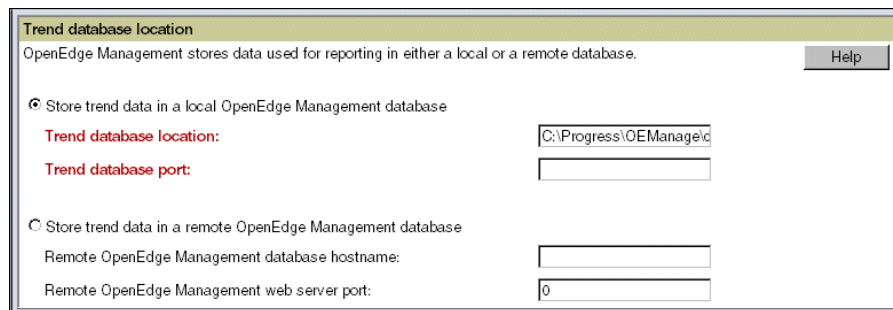 Trend database location
OpenEdge Management stores data used for reporting in either a local or a remote database.
Help
Store trend data in a local OpenEdge Management database
Trend database location: C:\Progress\OEManage\d
Trend database port:
Store trend data in a remote OpenEdge Management database
Remote OpenEdge Management database hostname:
Remote OpenEdge Management web server port: 0